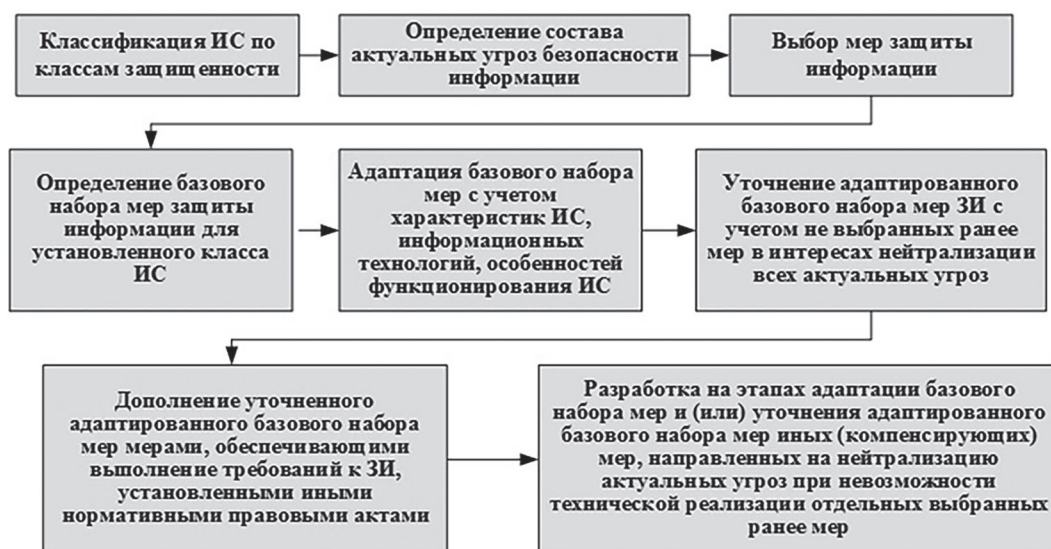 Классификация ИС по
классам защищенности
Определение состава
актуальных угроз безопасности
информации
Выбор мер защиты
информации
Определение базового
набора мер защиты
информации для
установленного класса
ИС
Адаптация базового набора
мер с учетом
характеристик ИС,
информационных
технологий, особенностей
функционирования ИС
Уточнение адаптированного
базового набора мер ЗИ с
учетом не выбранных ранее
мер в интересах нейтрализации
всех актуальных угроз
Дополнение уточненного
адаптированного базового набора
мер мерами, обеспечивающими
выполнение требований к ЗИ,
установленными иными
нормативными правовыми актами
Разработка на этапах адаптации базового
набора мер и (или) уточнения адаптированного
базового набора мер иных (компенсирующих)
мер, направленных на нейтрализацию
актуальных угроз при невозможности
технической реализации отдельных выбранных
ранее мер